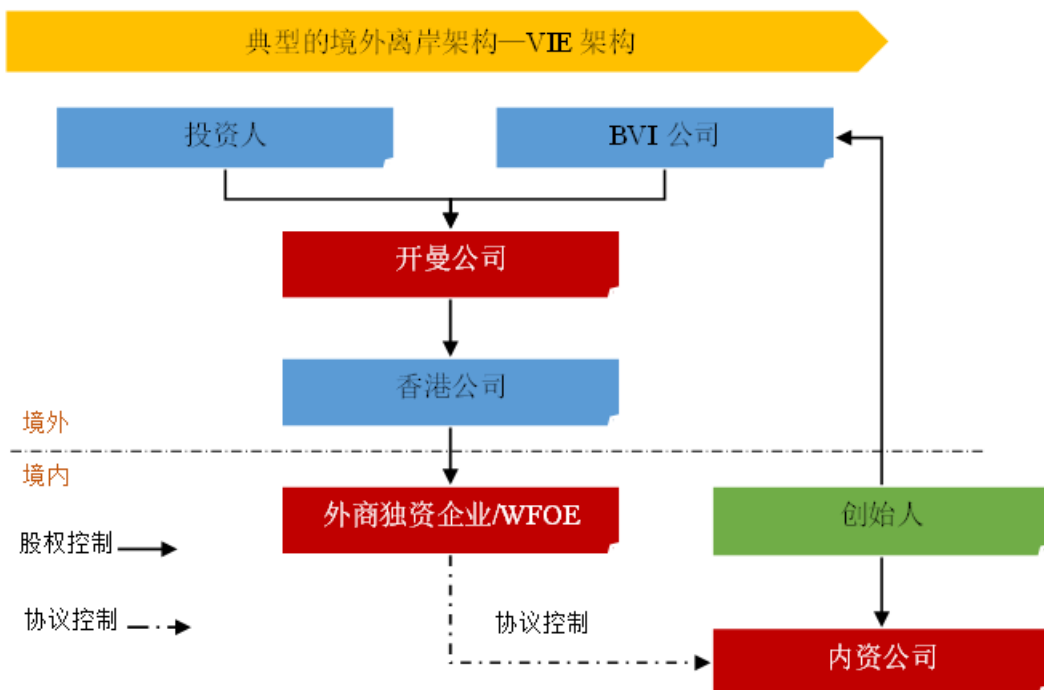 典型的境外离岸架构—VIE 架构
投资人
BVI 公司
开曼公司
香港公司
境外
境内
外商独资企业/WFOE
创始人
股权控制
协议控制
协议控制
内资公司